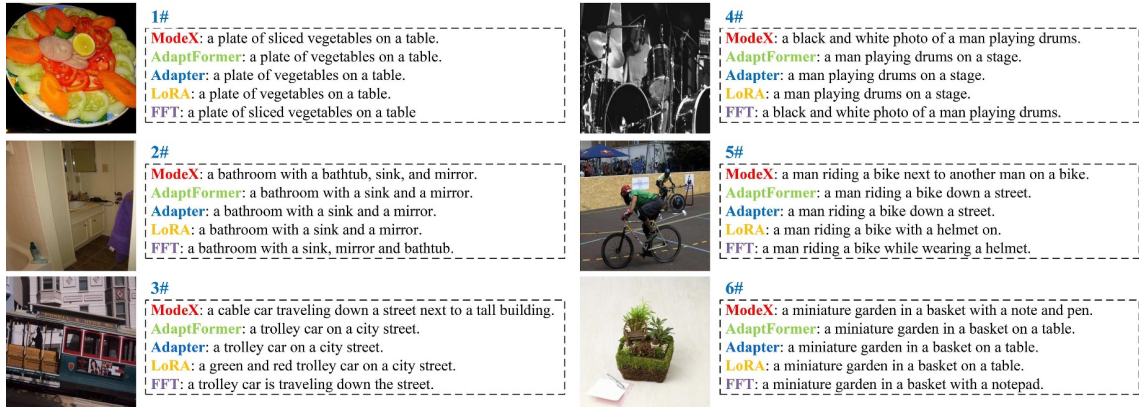 1#
ModeX: a plate of sliced vegetables on a table.
AdaptFormer: a plate of vegetables on a table.
Adapter: a plate of vegetables on a table.
LoRA: a plate of vegetables on a table.
FFT: a plate of sliced vegetables on a table
2#
ModeX: a bathroom with a bathtub, sink, and mirror.
AdaptFormer: a bathroom with a sink and a mirror.
Adapter: a bathroom with a sink and a mirror.
LoRA: a bathroom with a sink and a mirror.
FFT: a bathroom with a sink, mirror and bathtub.
3#
ModeX: a cable car traveling down a street next to a tall building.
AdaptFormer: a trolley car on a city street.
Adapter: a trolley car on a city street.
LoRA: a green and red trolley car on a city street.
FFT: a trolley car is traveling down the street.
4#
ModeX: a black and white photo of a man playing drums.
AdaptFormer: a man playing drums on a stage.
Adapter: a man playing drums on a stage.
LoRA: a man playing drums on a stage.
FFT: a black and white photo of a man playing drums.
5#
ModeX: a man riding a bike next to another man on a bike.
AdaptFormer: a man riding a bike down a street.
Adapter: a man riding a bike down a street.
LoRA: a man riding a bike with a helmet on.
FFT: a man riding a bike while wearing a helmet.
6#
ModeX: a miniature garden in a basket with a note and pen.
AdaptFormer: a miniature garden in a basket on a table.
Adapter: a miniature garden in a basket on a table.
LoRA: a miniature garden in a basket on a table.
FFT: a miniature garden in a basket with a notepad.